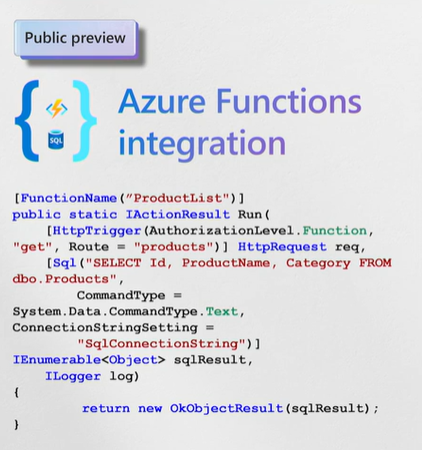 Public preview
SQL
Azure Functions
integration
[FunctionName(”ProductList")]
public static IActionResult Run(
[HttpTrigger(AuthorizationLevel.Function,
"get", Route = "products")] HttpRequest req,
[Sql("SELECT Id, ProductName, Category FROM
dbo.Products",
CommandType =
System.Data.CommandType.Text,
ConnectionStringSetting =
"SqlConnectionString")]
IEnumerable<Object> sqlResult,
ILogger log)
{
return new OkObjectResult(sqlResult);
}